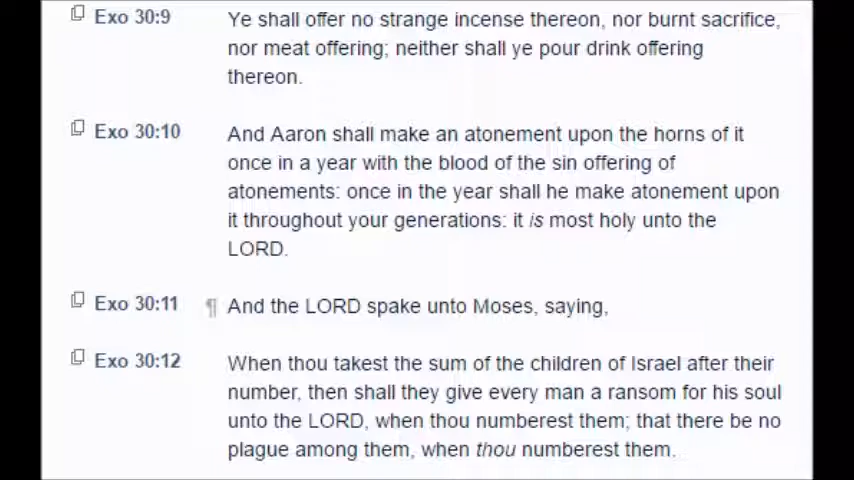 Exo 30:9 Ye shall offer no strange incense thereon, nor burnt sacrifice,
nor meat offering; neither shall ye pour drink offering
thereon.
Exo 30:10 And Aaron shall make an atonement upon the horns of it
once in a year with the blood of the sin offering of
atonements: once in the year shall he make atonement upon
it throughout your generations: it is most holy unto the
LORD.
Exo 30:11 ¶ And the LORD spake unto Moses, saying,
Exo 30:12 When thou takest the sum of the children of Israel after their
number, then shall they give every man a ransom for his soul
unto the LORD, when thou numberest them; that there be no
plague among them, when thou numberest them.